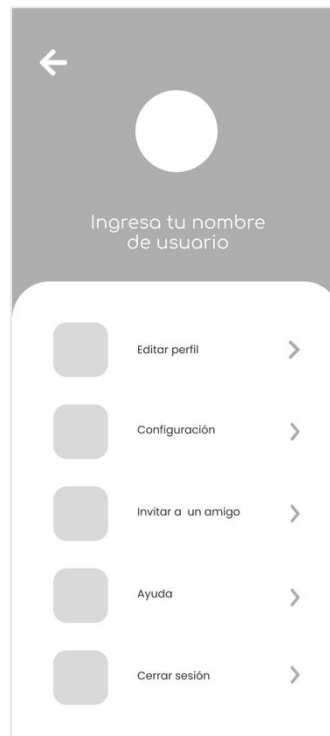 Ingresa tu nombre
de usuario
Editar perfil
Configuración
Invitar a un amigo
Ayuda
Cerrar sesión